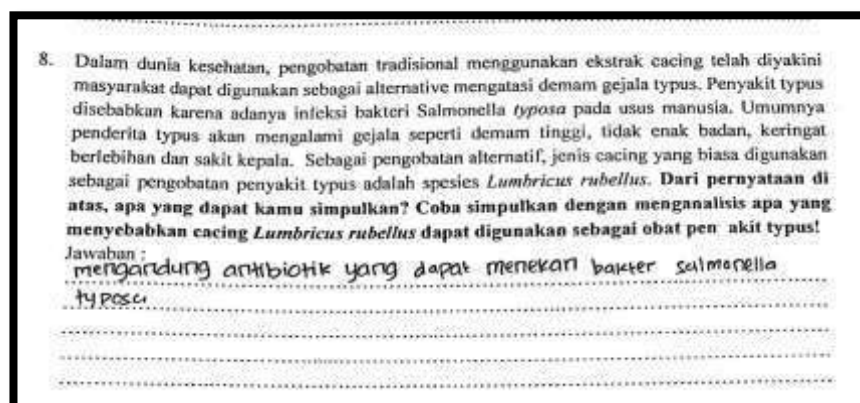 8. Dalam dunia kesehatan, pengobatan tradisional menggunakan ekstrak cacing telah diyakini
masyarakat dapat digunakan sebagai alternative mengatasi demam gejala typus. Penyakit typus
disebabkan karena adanya infeksi bakteri Salmonella typosa pada usus manusia. Umumnya
penderita typus akan mengalami gejala seperti demam tinggi, tidak enak badan, keringat
berlebihan dan sakit kepala. Sebagai pengobatan alternatif, jenis cacing yang biasa digunakan
sebagai pengobatan penyakit typus adalah spesies Lumbricus rubellus. Dari pernyataan di
atas, apa yang dapat kamu simpulkan? Coba simpulkan dengan menganalisis apa yang
menyebabkan cacing Lumbricus rubellus dapat digunakan sebagai obat pen akit typus!
Jawaban :
mengandung antibiotik yang dapat menekan bakter salmonella
typosa